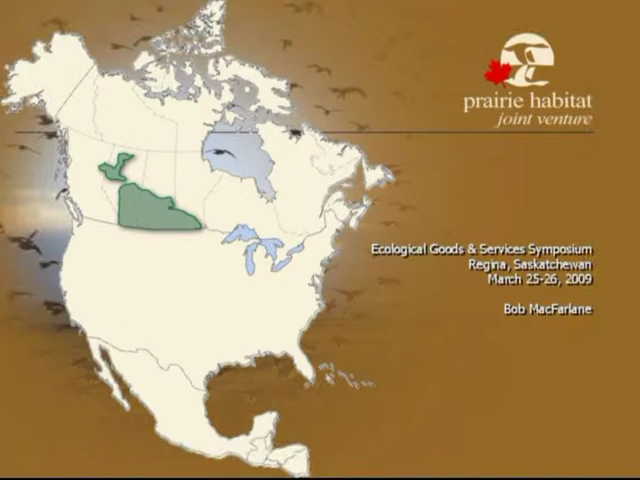 prairie habitat
joint venture
Ecological Goods & Services Symposium
Regina, Saskatchewan
March 25-26, 2009
Bob MacFarlane